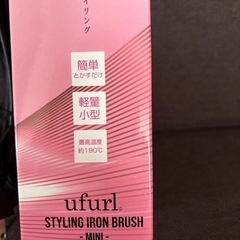 イリング
簡単
とかすだけ
軽量
小型
最高温度
約190℃
ufurl.
STYLING IRON BRUSH
- MINI -